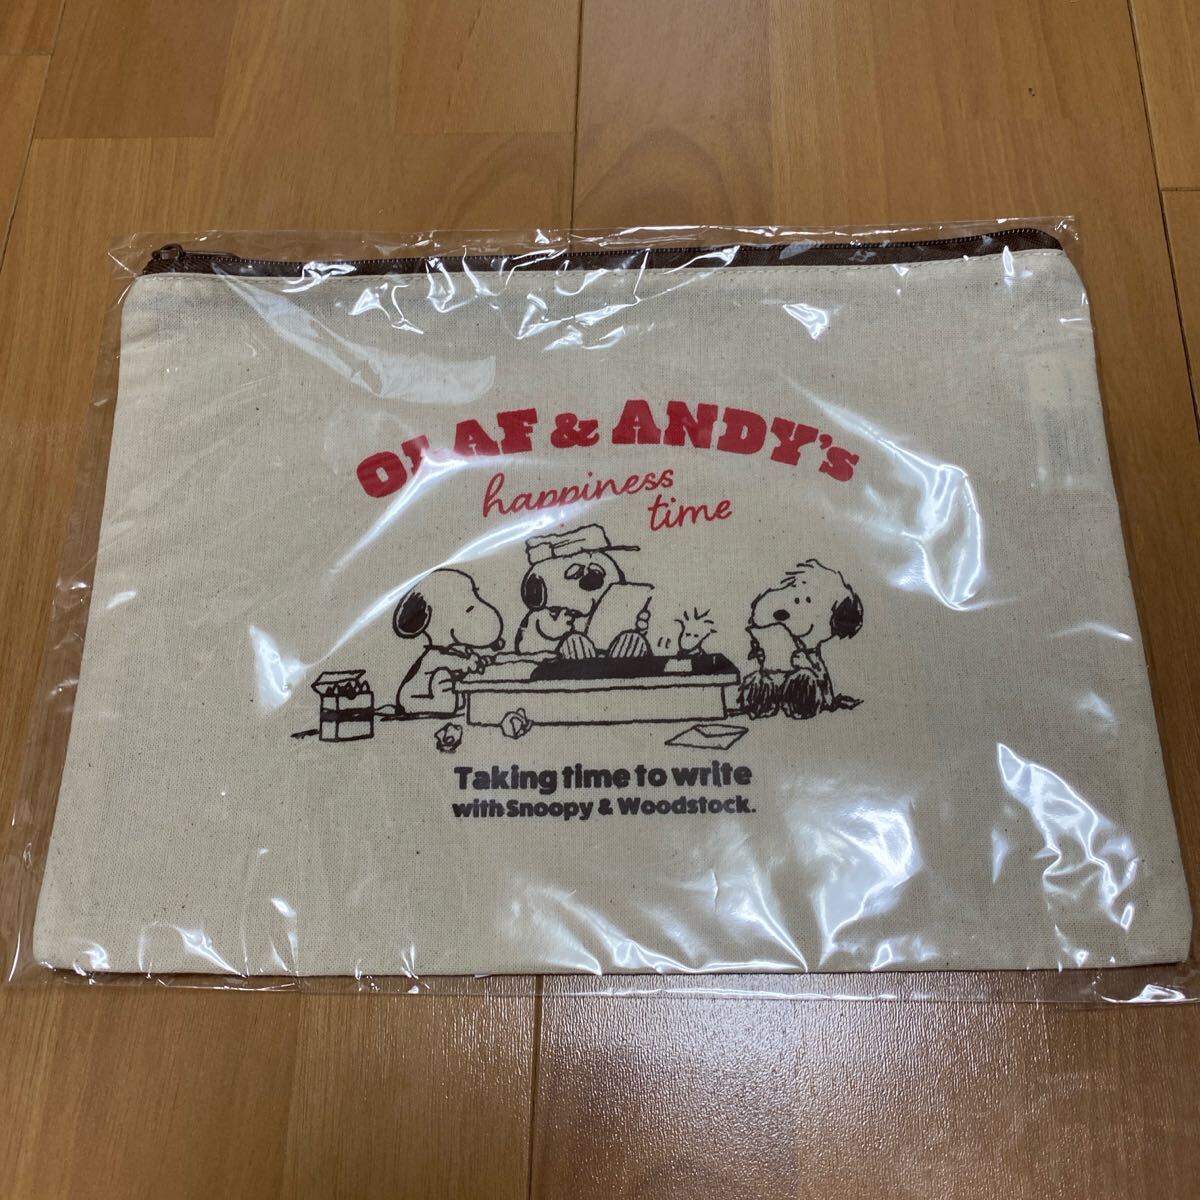 OLAF & ANDY's
happiness
time
Taking time to write
with Snoopy & Woodstock.